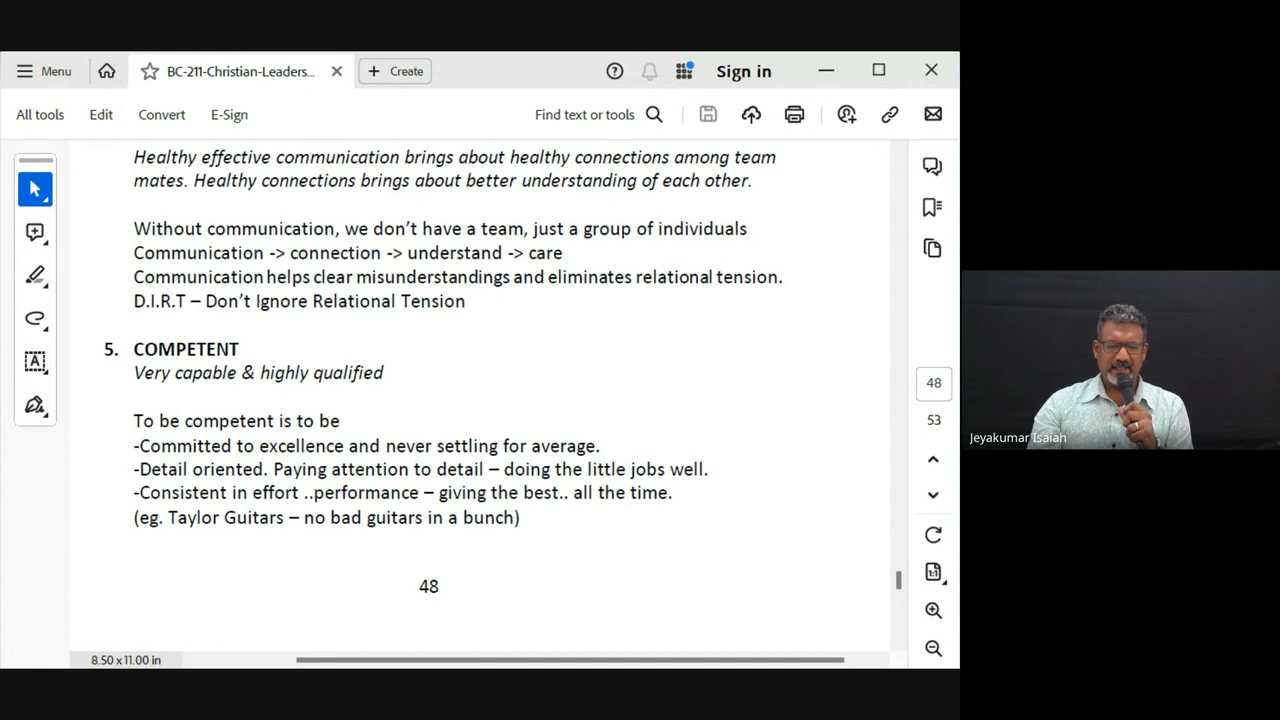 Menu
BC-211-Christian-Leaders...
Create
Sign in
All tools
Edit
Convert
E-Sign
Find text or tools
Healthy effective communication brings about healthy connections among team
mates. Healthy connections brings about better understanding of each other.
Without communication, we don't have a team, just a group of individuals
Communication -> connection -> understand -> care
Communication helps clear misunderstandings and eliminates relational tension.
D.I.R.T – Don't Ignore Relational Tension
5. COMPETENT
Very capable & highly qualified
To be competent is to be
-Committed to excellence and never settling for average.
-Detail oriented. Paying attention to detail – doing the little jobs well.
-Consistent in effort ..performance – giving the best.. all the time.
(eg. Taylor Guitars – no bad guitars in a bunch)
48
8.50 x 11.00 in
48
53
1:1
Jeyakumar Isaiah